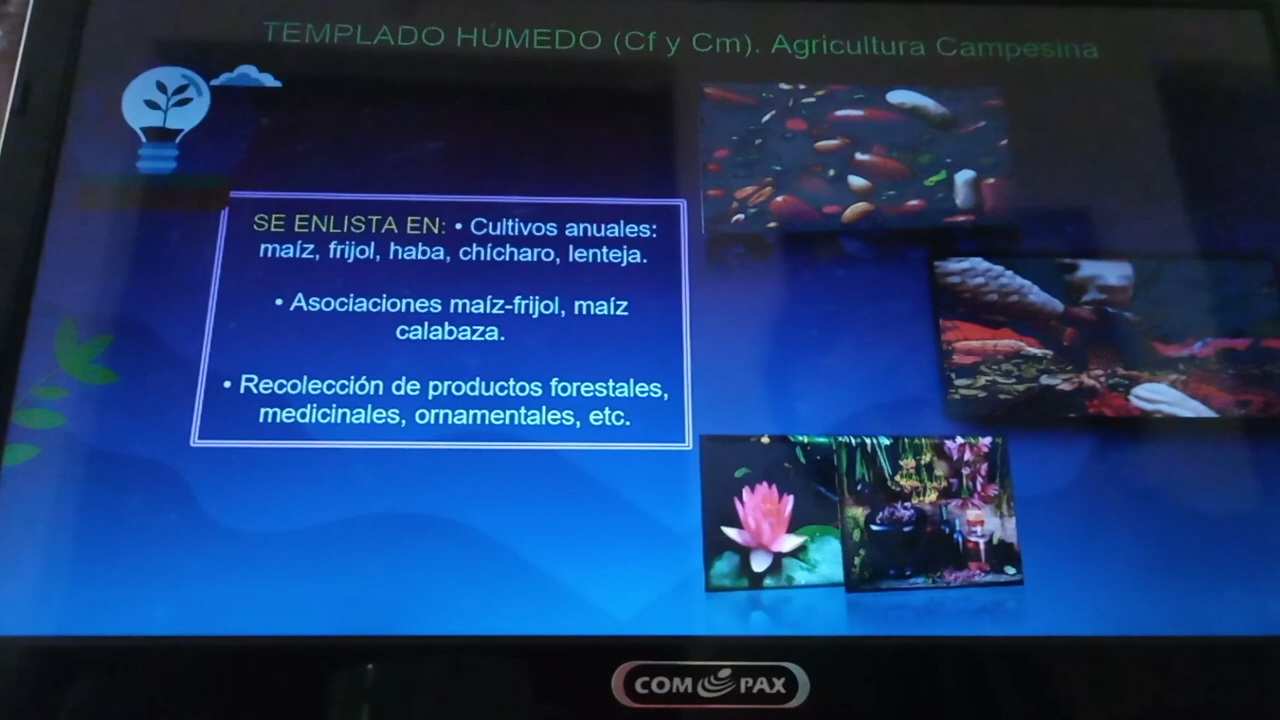 TEMPLADO HÚMEDO (Cf y Cm). Agricultura Campesina
SE ENLISTA EN: • Cultivos anuales:
maíz, frijol, haba, chícharo, lenteja.
• Asociaciones maíz-frijol, maíz
calabaza.
• Recolección de productos forestales,
medicinales, ornamentales, etc.
COMPAX